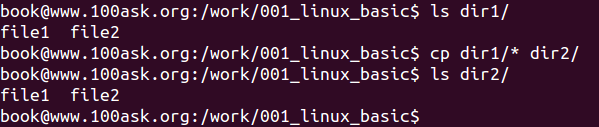 book@www.100ask.org:/work/001_linux_basic$ ls dir1/
file1  file2
book@www.100ask.org:/work/001_linux_basic$ cp dir1/* dir2/
book@www.100ask.org:/work/001_linux_basic$ ls dir2/
file1  file2
book@www.100ask.org:/work/001_linux_basic$